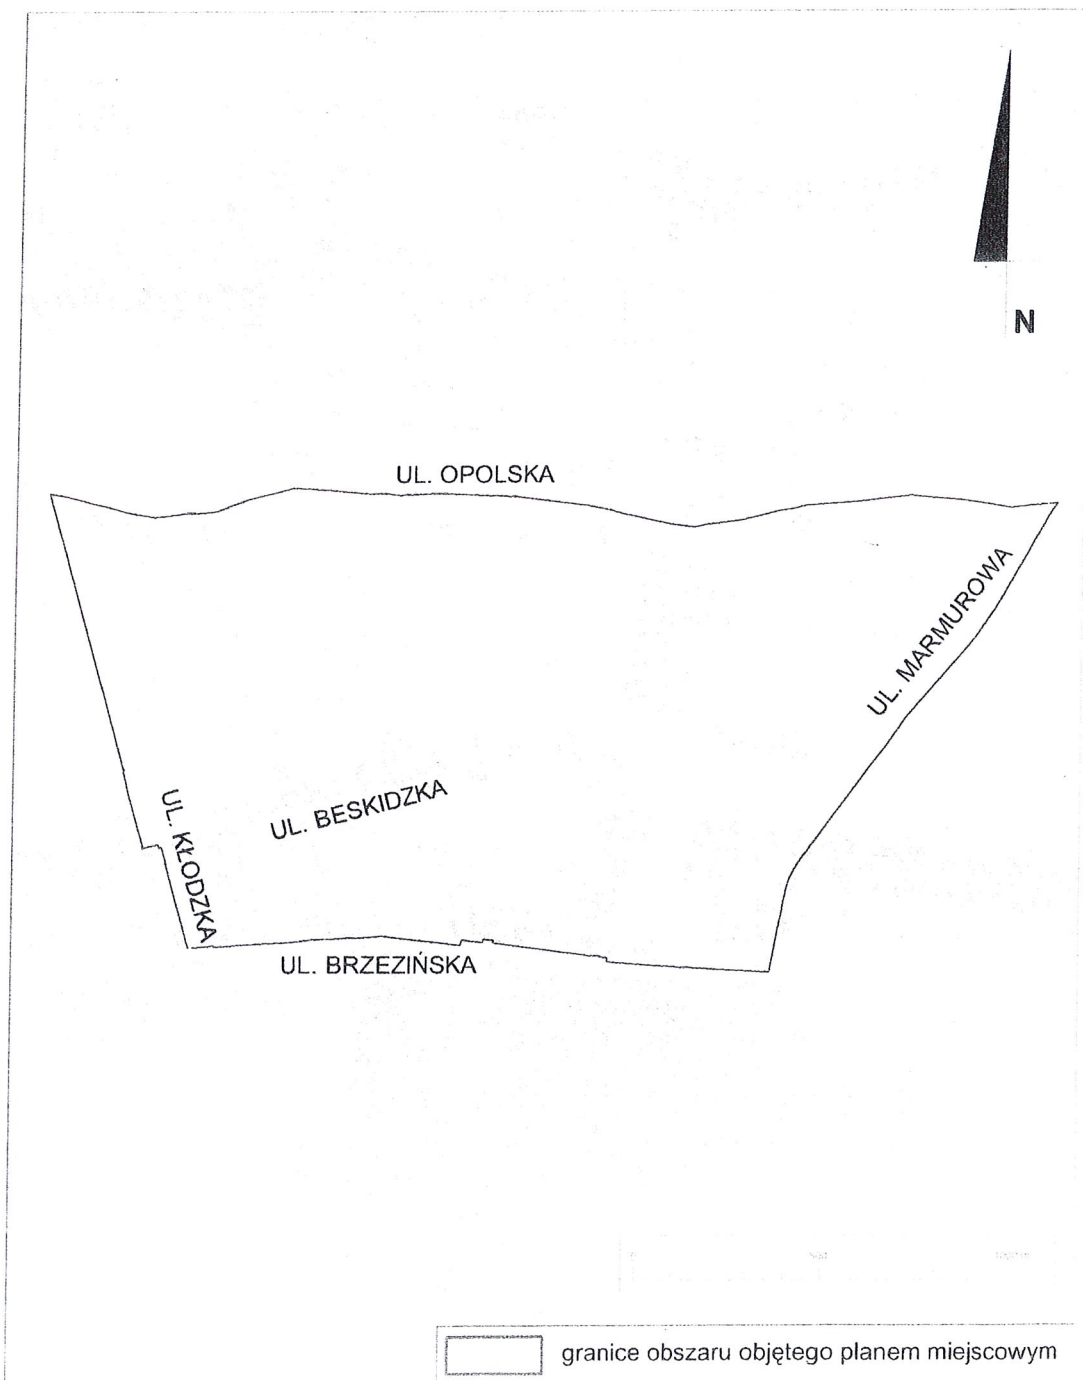 N
UL. OPOLSKA
UL. MARMUROWA
UL. BESKIDZKA
UL. KŁODZKA
UL. BRZEZIŃSKA
granice obszaru objętego planem miejscowym